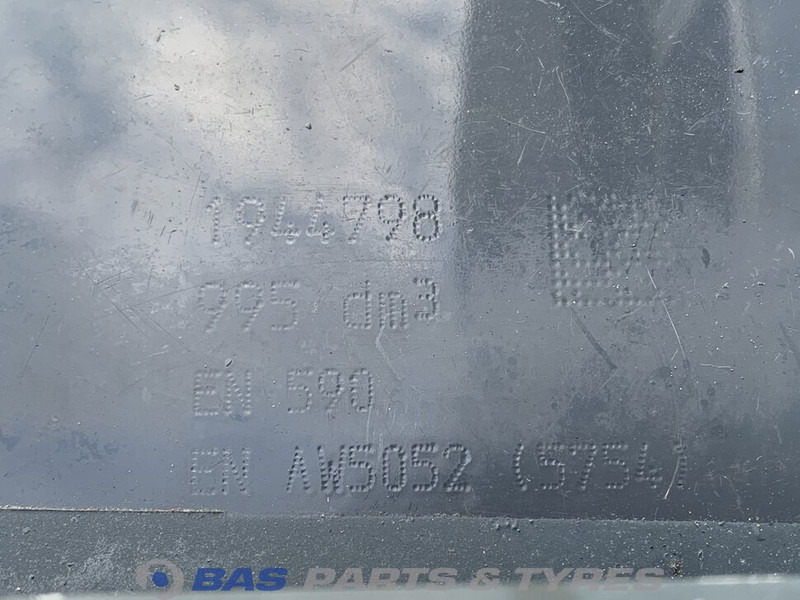 1944798
995 dm³
EN 590
EN AW5052 (5754)
BAS PARTS & TYRES